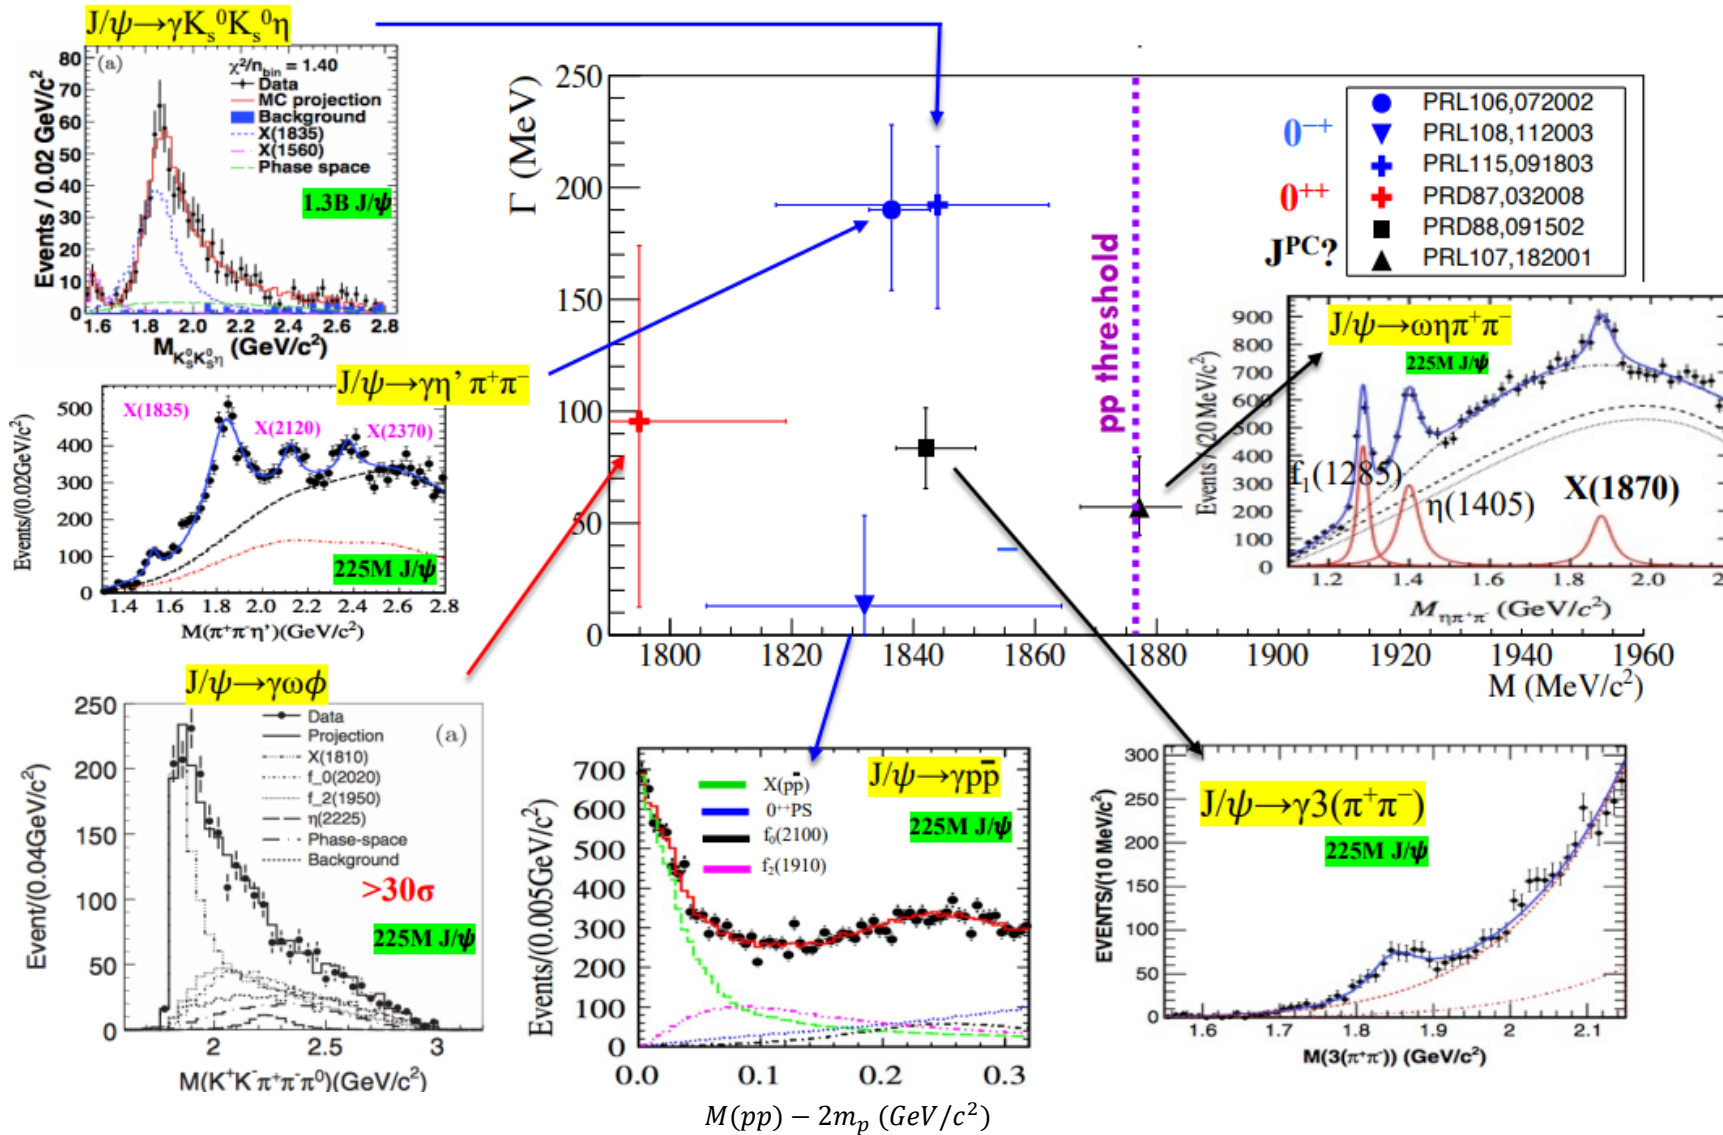 J/ψ→γKs⁰Ks⁰η
80
70
60
50
40
30
20
10
0
(a)
χ²/n_bin = 1.40
Data
MC projection
Background
X(1835)
X(1560)
Phase space
1.3B J/ψ
Events / 0.02 GeV/c²
1.6 1.8 2.0 2.2 2.4 2.6 2.8
M_Ks⁰Ks⁰η (GeV/c²)
J/ψ→γη’ π⁺π⁻
500
400
300
200
100
0
X(1835)
X(2120)
X(2370)
225M J/ψ
Events/(0.02GeV/c²)
1.4 1.6 1.8 2.0 2.2 2.4 2.6 2.8
M(π⁺π⁻η')(GeV/c²)
J/ψ→γωϕ
250
200
150
100
50
0
Data
(a)
Projection
X(1810)
f_0(2020)
f_2(1950)
η(2225)
Phase-space
Background
>30σ
225M J/ψ
Event/(0.04GeV/c²)
2 2.5 3
M(K⁺K⁻π⁺π⁻π⁰)(GeV/c²)
Γ (MeV)
250
200
150
100
50
0
pp threshold
1800 1820 1840 1860 1880 1900 1920 1940 1960
M (MeV/c²)
0⁻⁺
0⁺⁺
J^PC?
PRL106,072002
PRL108,112003
PRL115,091803
PRD87,032008
PRD88,091502
PRL107,182001
J/ψ→ωηπ⁺π⁻
225M J/ψ
900
800
700
600
500
400
300
200
100
0
Events / (20 MeV/c²)
f₁(1285)
η(1405)
X(1870)
1.2 1.4 1.6 1.8 2.0 2
M_ηπ⁺π⁻ (GeV/c²)
700
600
500
400
300
200
100
0
X(pp̄)
0⁺⁺PS
f₀(2100)
f₂(1910)
J/ψ→γpp̄
225M J/ψ
Events/(0.005GeV/c²)
0.0 0.1 0.2 0.3
M(pp) − 2m_p (GeV/c²)
300
250
200
150
100
50
0
J/ψ→γ3(π⁺π⁻)
225M J/ψ
EVENTS/(10 MeV/c²)
1.6 1.7 1.8 1.9 2 2.1
M(3(π⁺π⁻)) (GeV/c²)